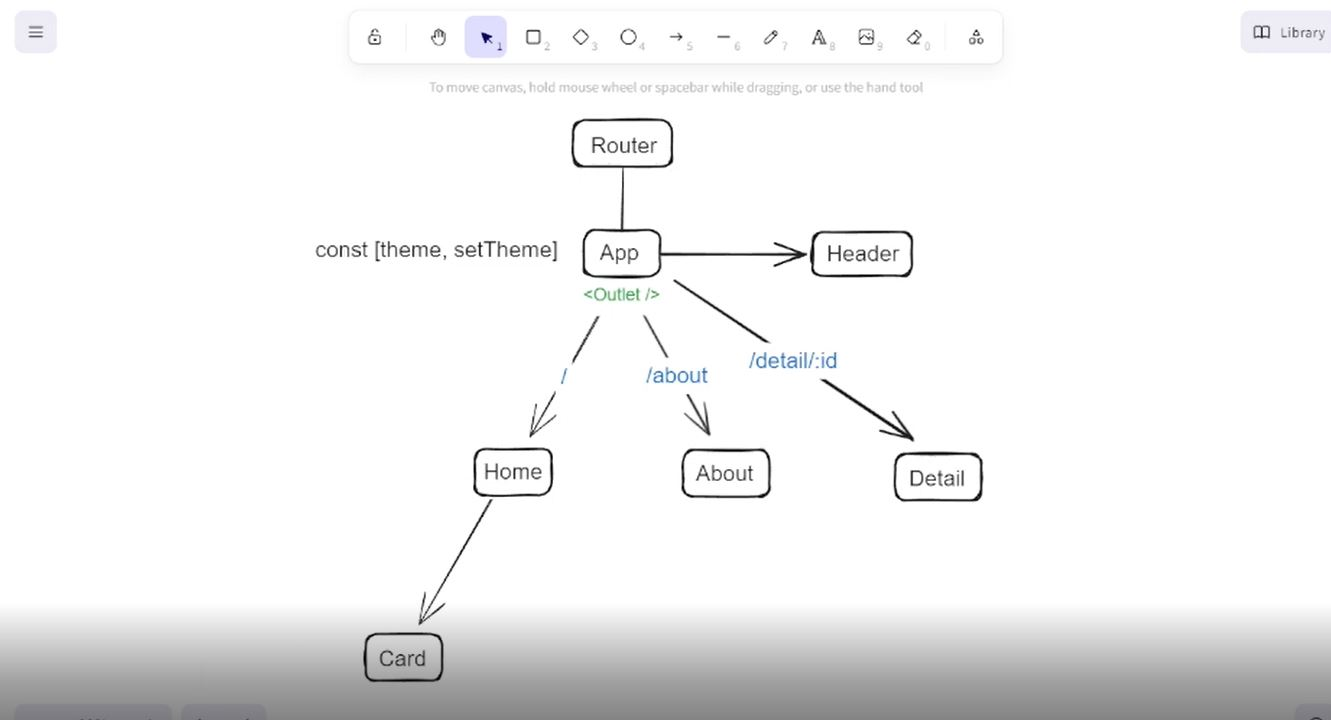 Library
1
2
3
4
5
6
7
8
9
0
To move canvas, hold mouse wheel or spacebar while dragging, or use the hand tool
Router
const [theme, setTheme]
App
Header
<Outlet />
/
/about
/detail/:id
Home
About
Detail
Card